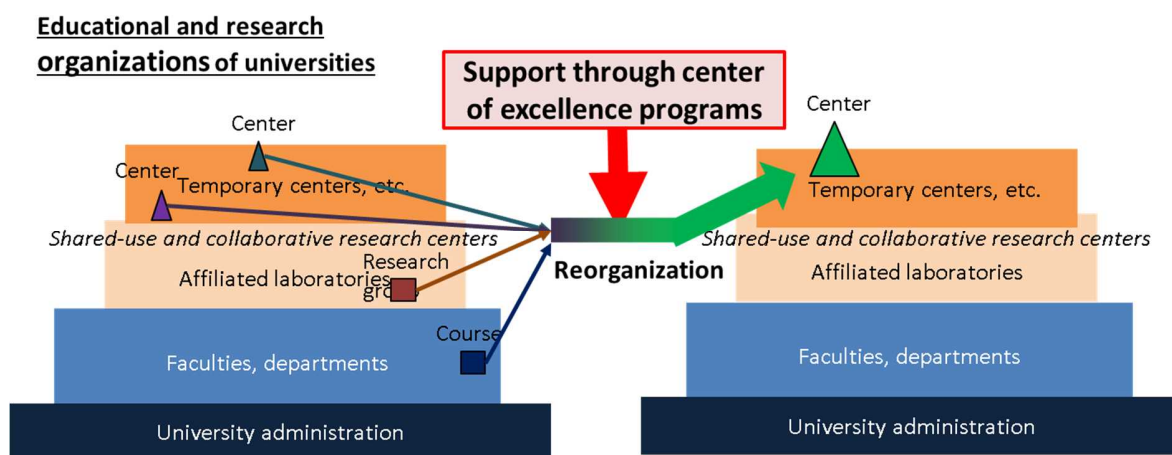 Educational and research
organizations of universities
Support through center
of excellence programs
Center
Center
Temporary centers, etc.
Shared-use and collaborative research centers
Affiliated laboratories
Research
group
Course
Faculties, departments
University administration
Reorganization
Center
Temporary centers, etc.
Shared-use and collaborative research centers
Affiliated laboratories
Faculties, departments
University administration